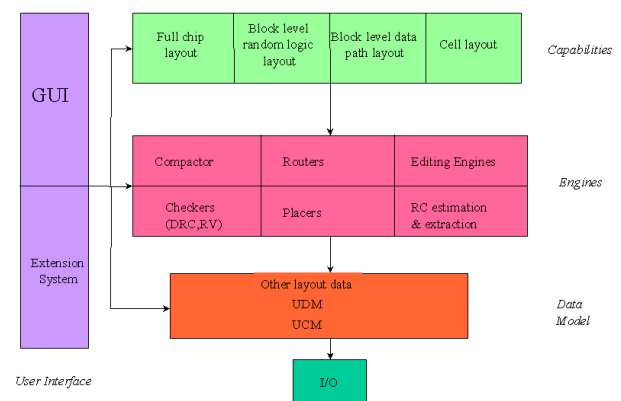 GUI
Extension
System
User Interface
Full chip
layout
Block level
random logic
layout
Block level data
path layout
Cell layout
Capabilities
Compactor
Routers
Editing Engines
Checkers
(DRC,RV)
Placers
RC estimation
& extraction
Engines
Other layout data
UDM
UCM
Data
Model
I/O